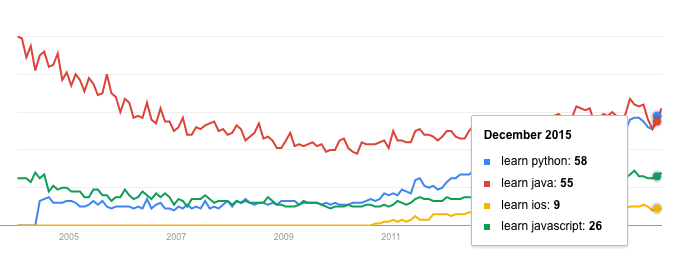 December 2015
learn python: 58
learn java: 55
learn ios: 9
learn javascript: 26
2005 2007 2009 2011